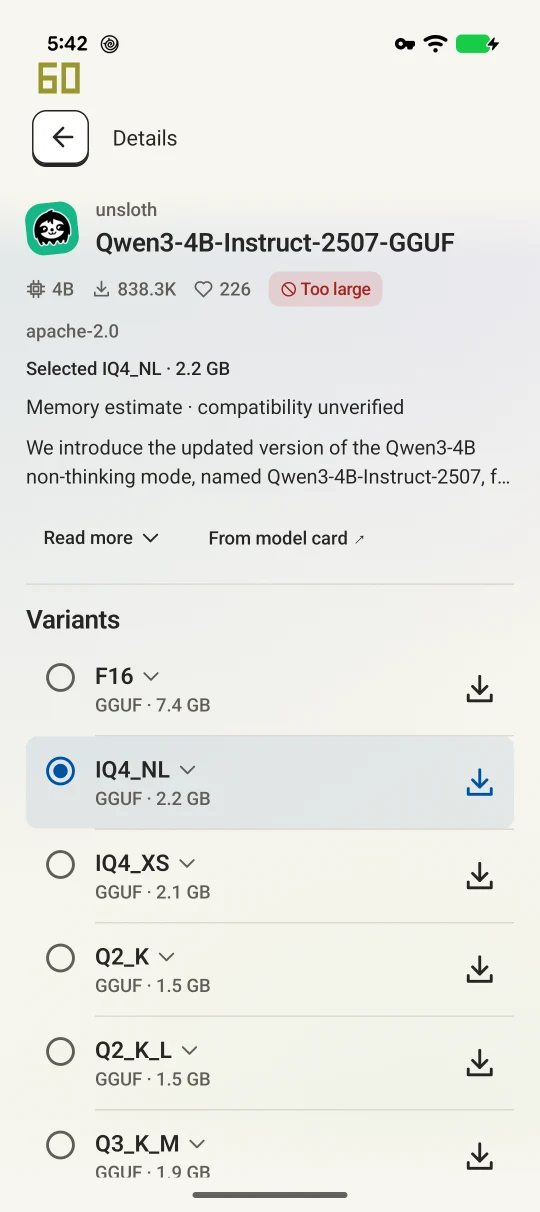 5:42
60
Details
unsloth
Qwen3-4B-Instruct-2507-GGUF
4B 838.3K 226 Too large
apache-2.0
Selected IQ4_NL · 2.2 GB
Memory estimate · compatibility unverified
We introduce the updated version of the Qwen3-4B
non-thinking mode, named Qwen3-4B-Instruct-2507, f…
Read more From model card ↗
Variants
F16
GGUF · 7.4 GB
IQ4_NL
GGUF · 2.2 GB
IQ4_XS
GGUF · 2.1 GB
Q2_K
GGUF · 1.5 GB
Q2_K_L
GGUF · 1.5 GB
Q3_K_M
GGUF · 1.9 GB